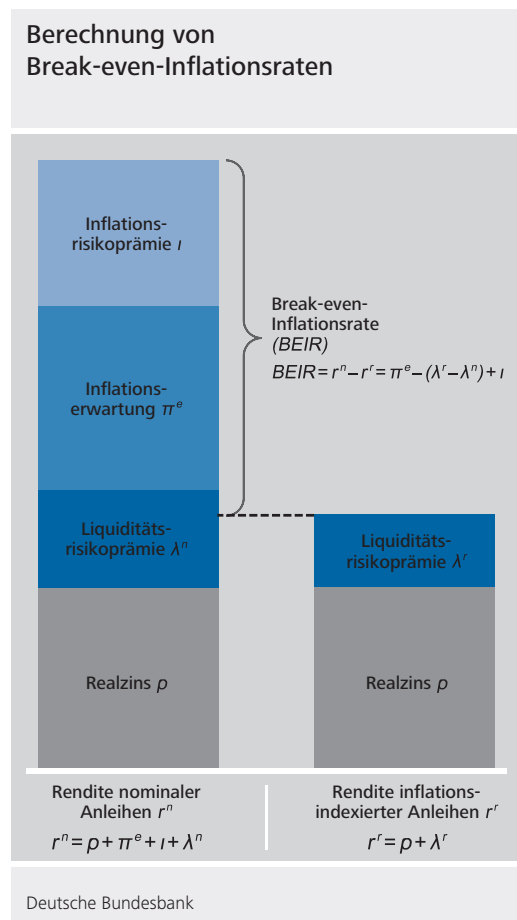 Berechnung von
Break-even-Inflationsraten
Inflations-
risikoprämie ι
Inflations-
erwartung πᵉ
Liquiditäts-
risikoprämie λⁿ
Realzins p
Break-even-
Inflationsrate
(BEIR)
BEIR = rⁿ – rʳ = πᵉ – (λʳ – λⁿ) + ι
Liquiditäts-
risikoprämie λʳ
Realzins p
Rendite nominaler
Anleihen rⁿ
rⁿ = p + πᵉ + ι + λⁿ
Rendite inflations-
indexierter Anleihen rʳ
rʳ = p + λʳ
Deutsche Bundesbank